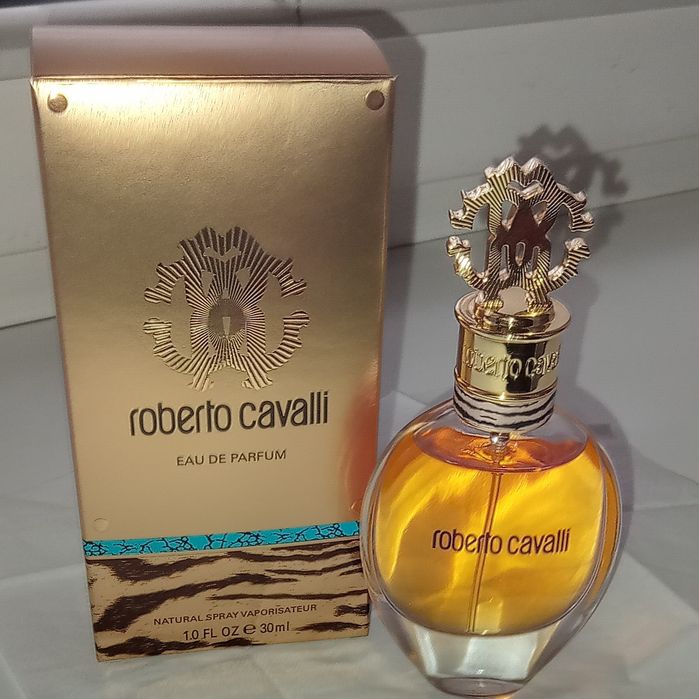 roberto cavalli
EAU DE PARFUM
NATURAL SPRAY VAPORISATEUR
1.0 FL OZ e 30ml
roberto cavalli
roberto cavalli